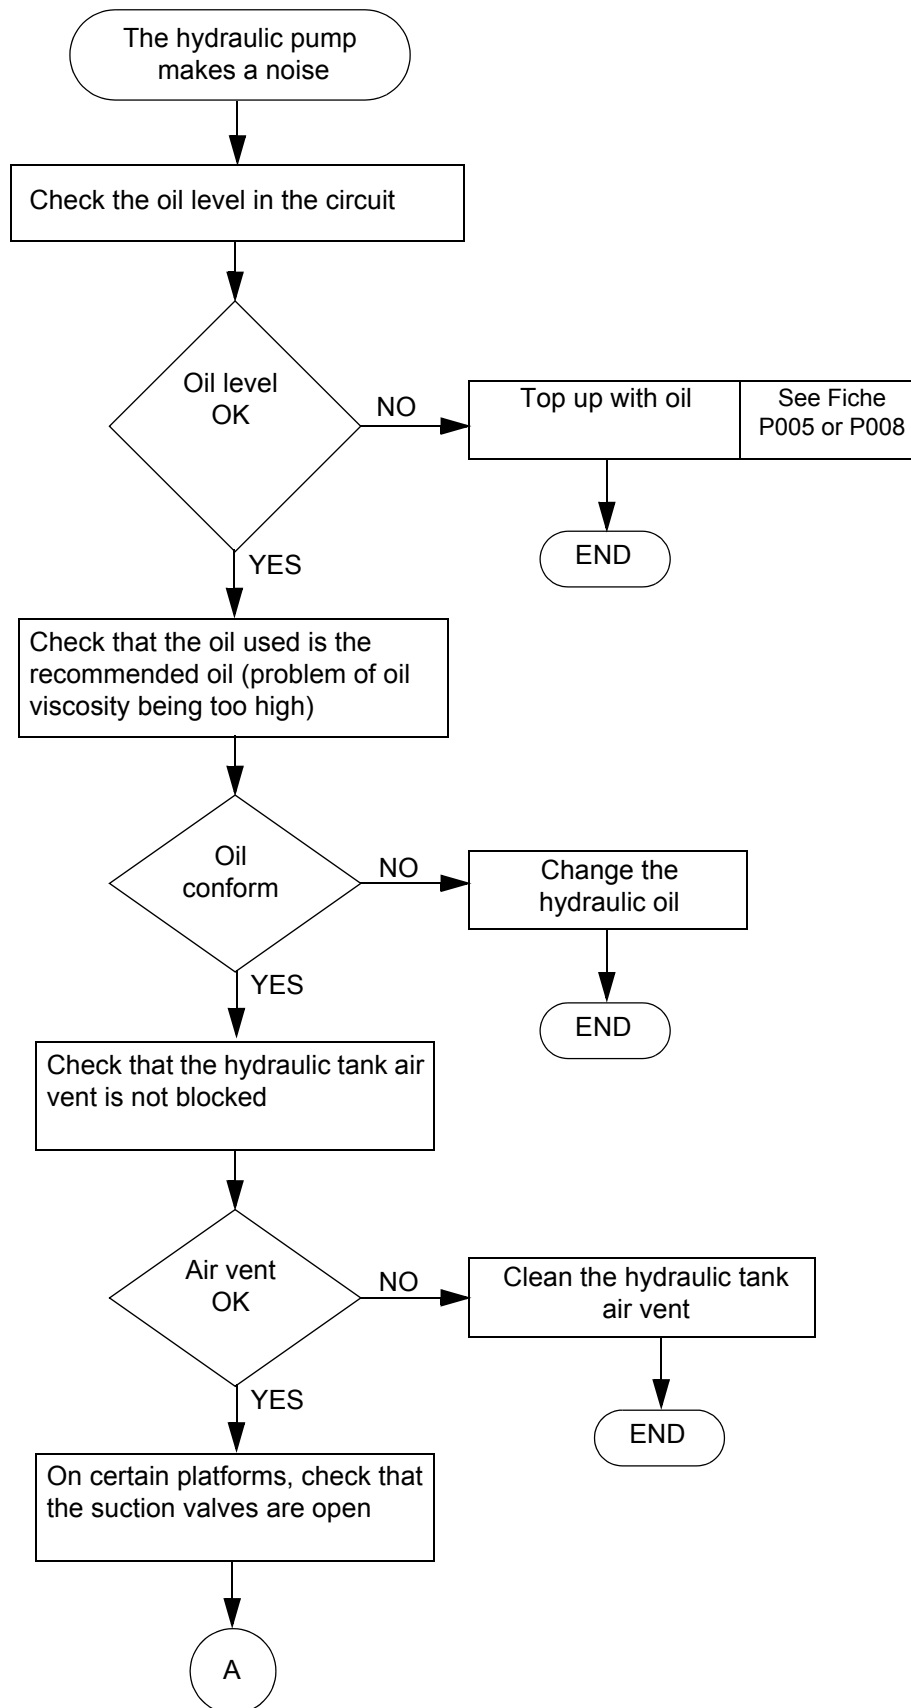 The hydraulic pump
makes a noise
Check the oil level in the circuit
Oil level
OK
NO
Top up with oil
See Fiche
P005 or P008
END
YES
Check that the oil used is the
recommended oil (problem of oil
viscosity being too high)
Oil
conform
NO
Change the
hydraulic oil
END
YES
Check that the hydraulic tank air
vent is not blocked
Air vent
OK
NO
Clean the hydraulic tank
air vent
END
YES
On certain platforms, check that
the suction valves are open
A